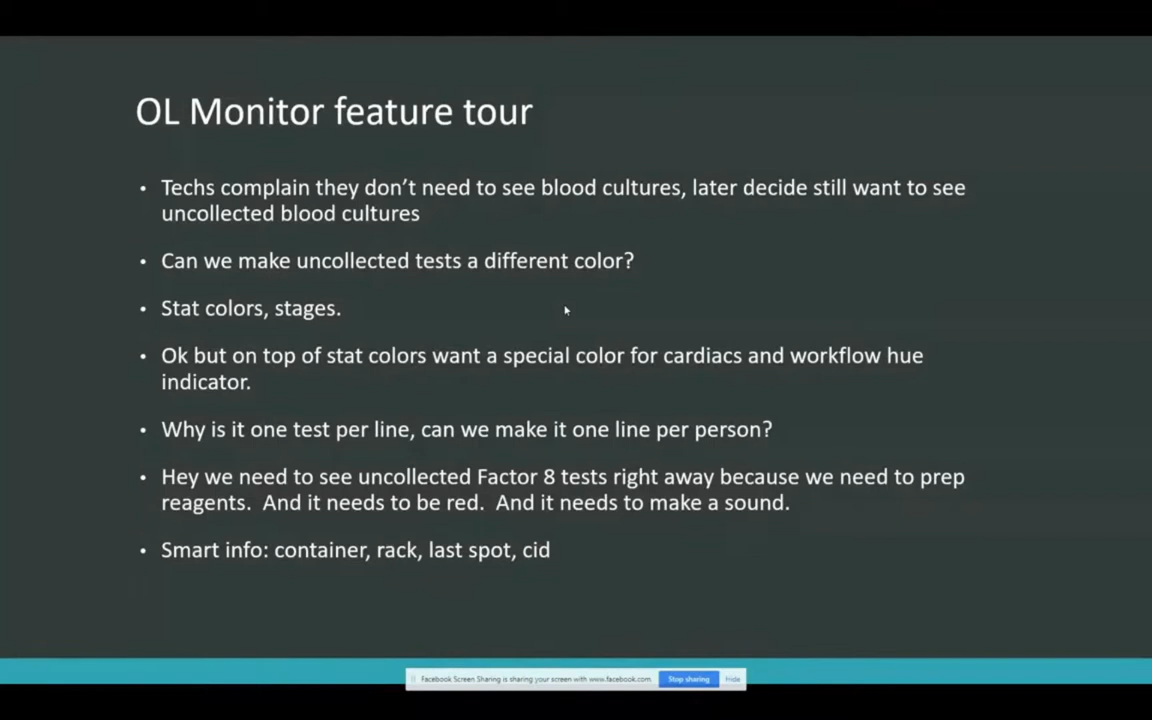 OL Monitor feature tour
• Techs complain they don’t need to see blood cultures, later decide still want to see
uncollected blood cultures
• Can we make uncollected tests a different color?
• Stat colors, stages.
• Ok but on top of stat colors want a special color for cardiacs and workflow hue
indicator.
• Why is it one test per line, can we make it one line per person?
• Hey we need to see uncollected Factor 8 tests right away because we need to prep
reagents.  And it needs to be red.  And it needs to make a sound.
• Smart info: container, rack, last spot, cid
Facebook Screen Sharing is sharing your screen with www.facebook.com. Stop sharing Hide